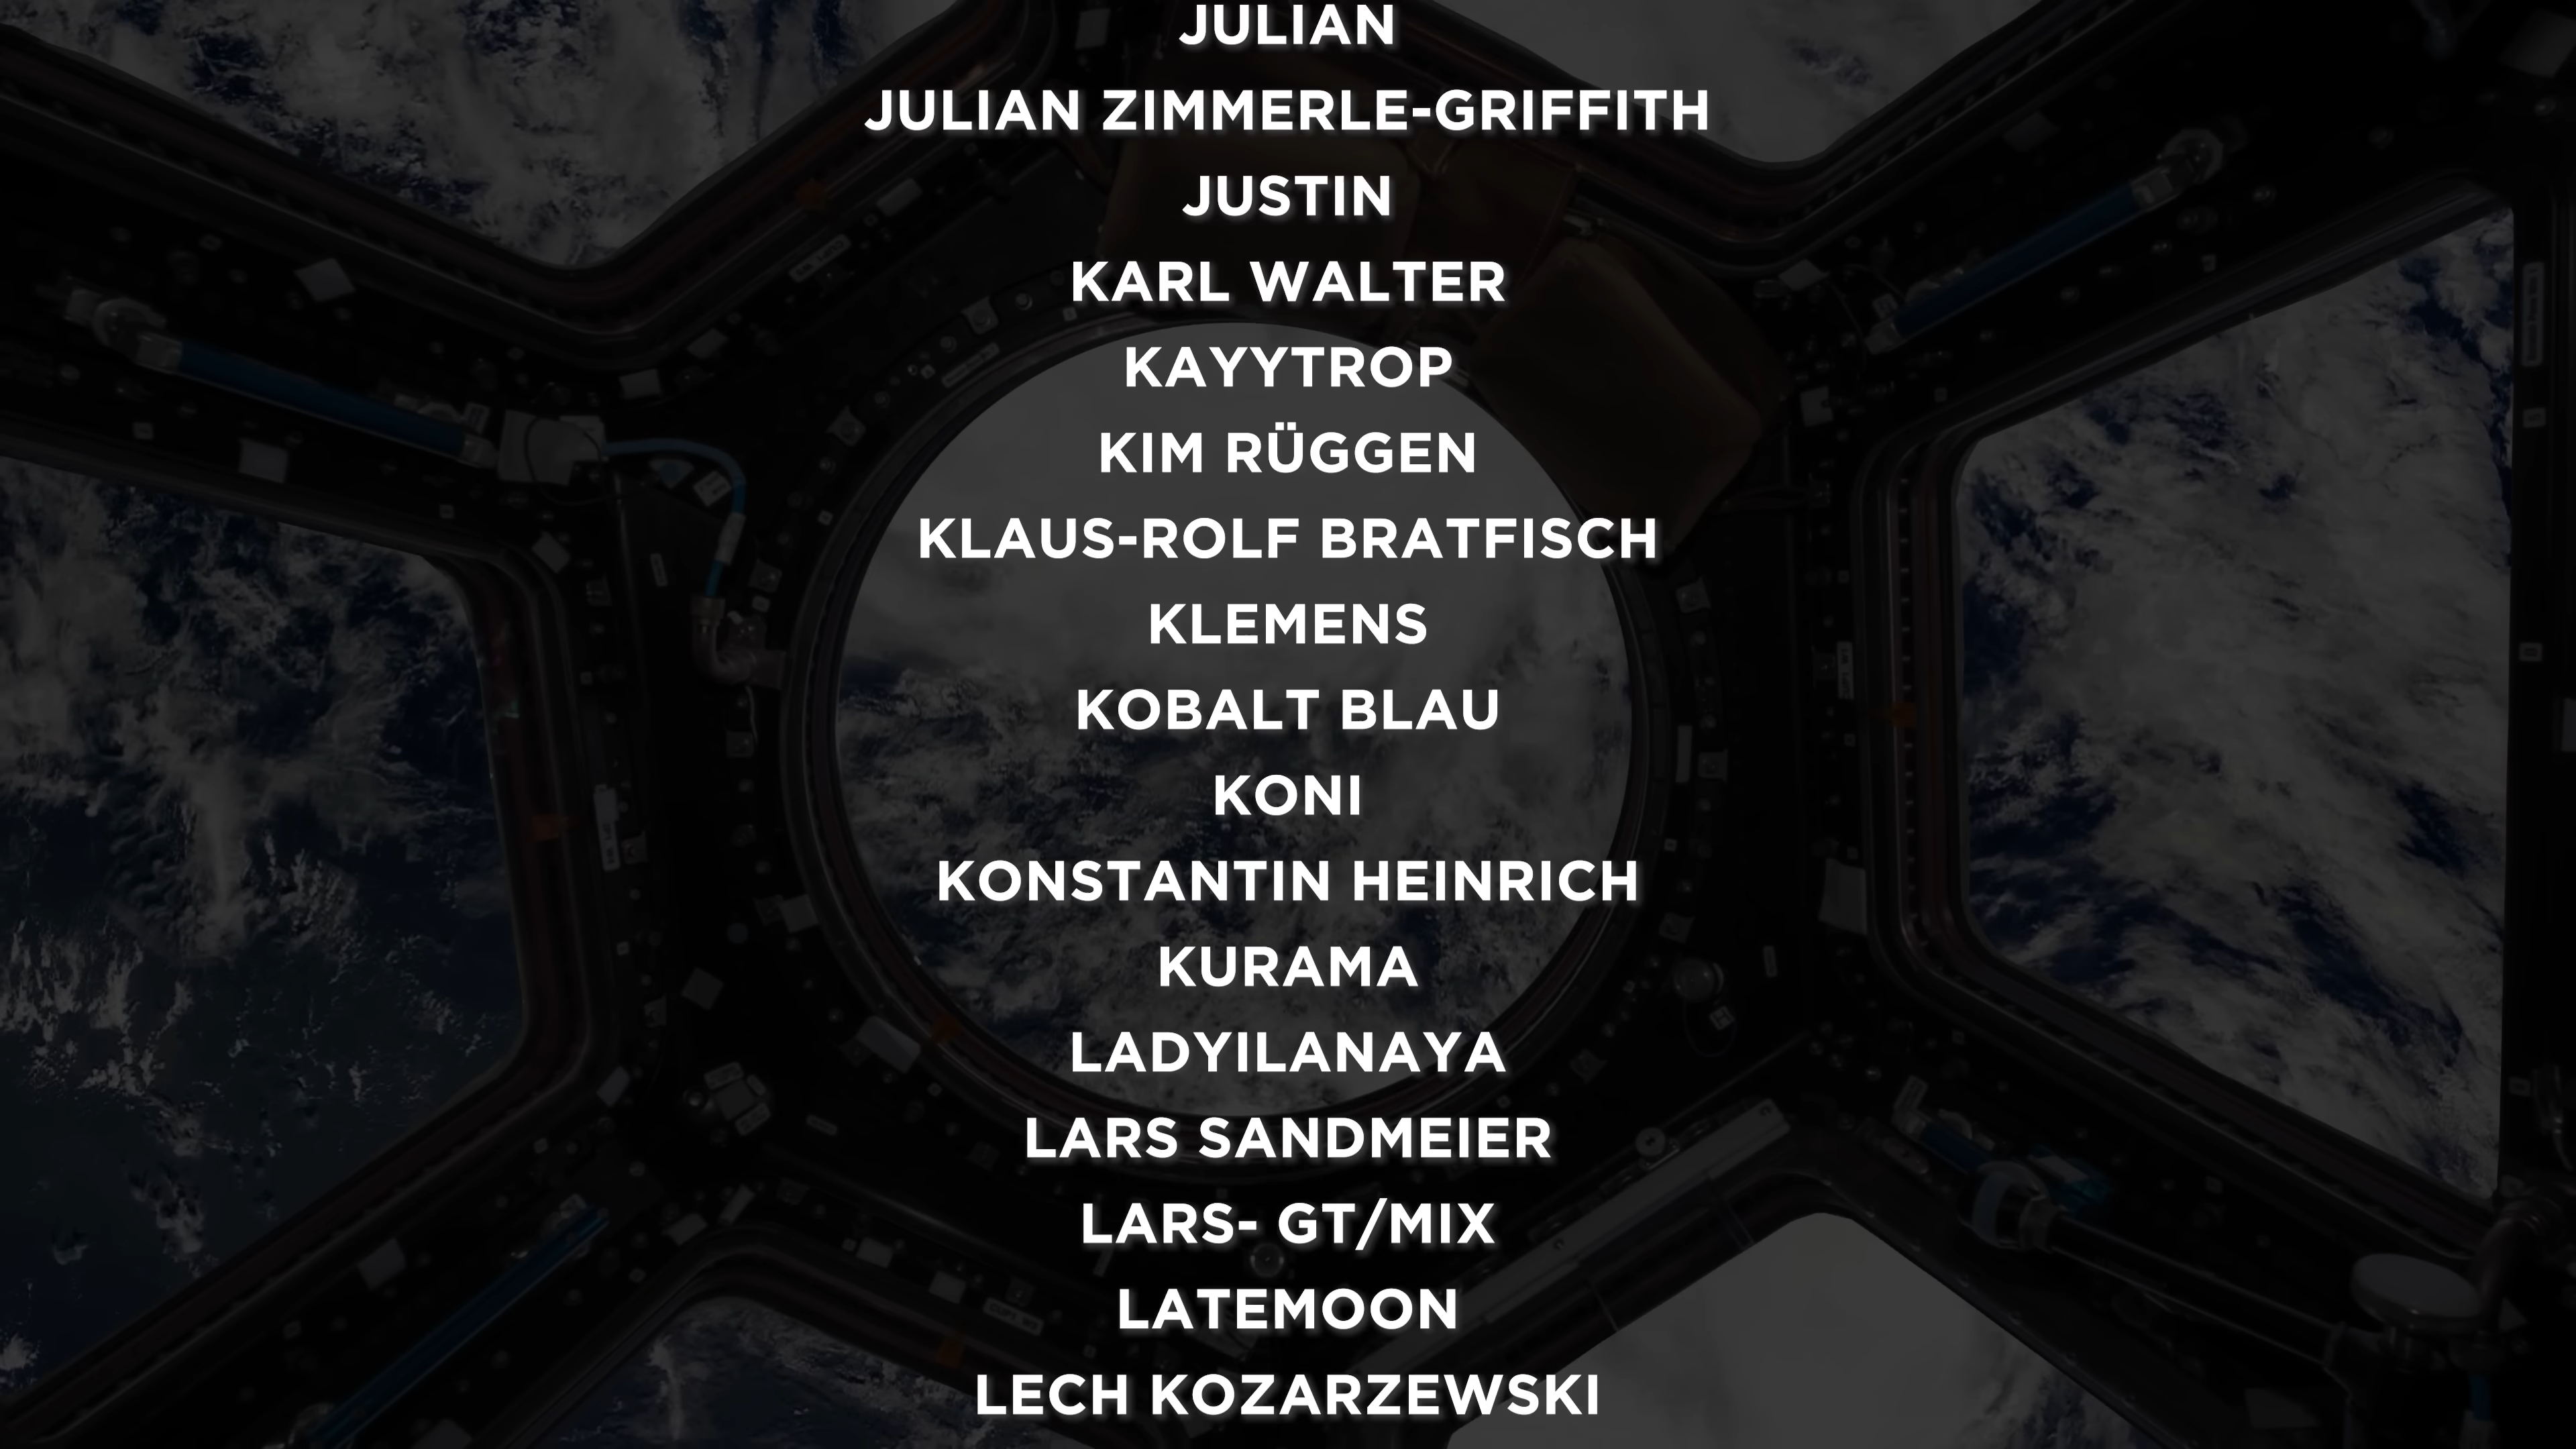 JULIAN
JULIAN ZIMMERLE-GRIFFITH
JUSTIN
KARL WALTER
KAYYTROP
KIM RÜGGEN
KLAUS-ROLF BRATFISCH
KLEMENS
KOBALT BLAU
KONI
KONSTANTIN HEINRICH
KURAMA
LADYILANAYA
LARS SANDMEIER
LARS- GT/MIX
LATEMOON
LECH KOZARZEWSKI